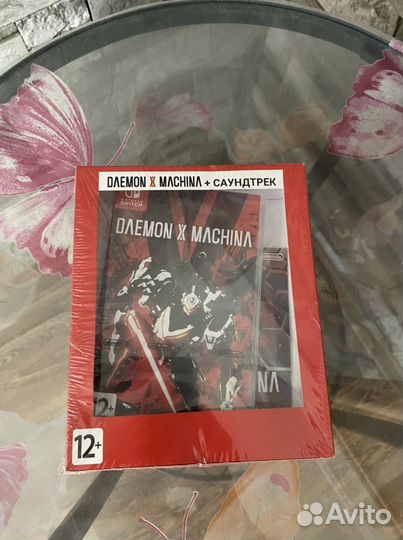 DAEMON X MACHINA + САУНДТРЕК
NINTENDO
SWITCH
DAEMON X MACHINA
NA
12+
12+
Avito